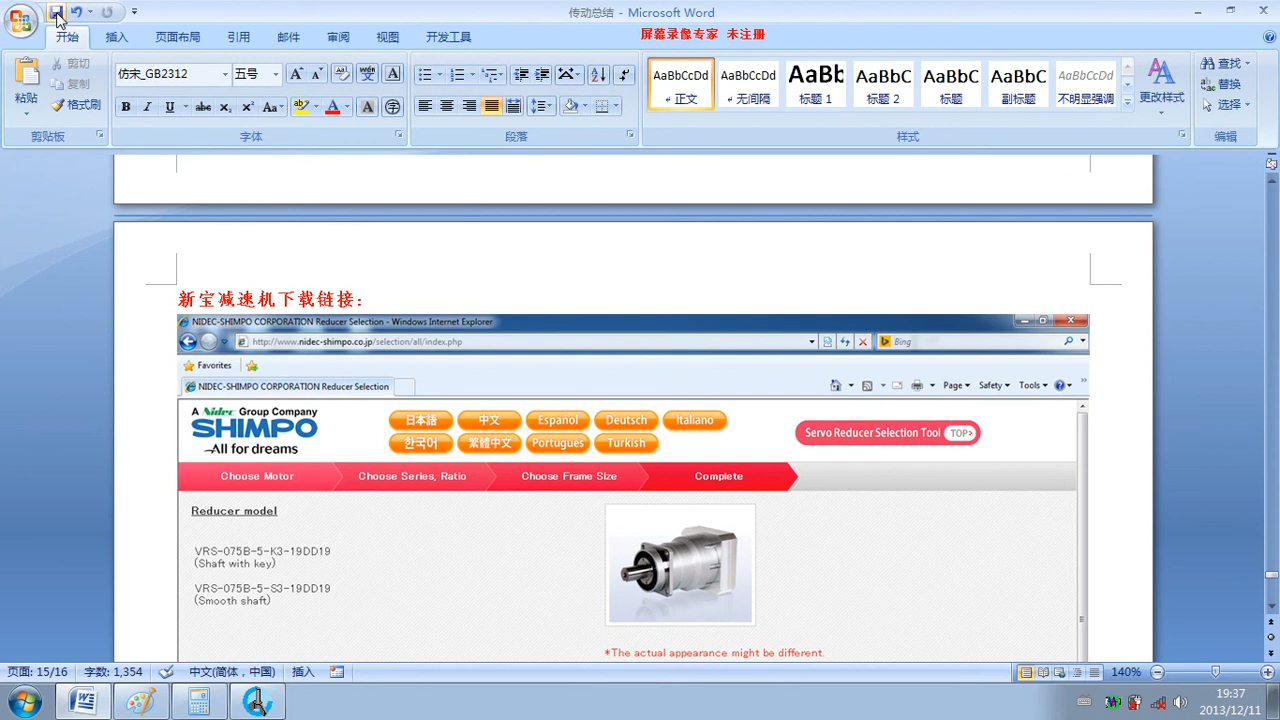 传动总结 - Microsoft Word
开始 插入 页面布局 引用 邮件 审阅 视图 开发工具
屏幕录像专家 未注册
粘贴 剪切 复制 格式刷
仿宋_GB2312 五号
AaBbCcDd AaBbCcDd AaBb AaBbC AaBbC AaBbC AaBbCcDd
正文 无间隔 标题 1 标题 2 标题 副标题 不明显强调
更改样式
查找
替换
选择
剪贴板 字体 段落 样式 编辑
新宝减速机下载链接:
NIDEC-SHIMPO CORPORATION Reducer Selection - Windows Internet Explorer
http://www.nidec-shimpo.co.jp/selection/all/index.php
Bing
Favorites
NIDEC-SHIMPO CORPORATION Reducer Selection
Page Safety Tools
A Nidec Group Company
SHIMPO
All for dreams
日本語 中文 Español Deutsch Italiano
한국어 繁體中文 Português Turkish
Servo Reducer Selection Tool TOP>
Choose Motor Choose Series, Ratio Choose Frame Size Complete
Reducer model
VRS-075B-5-K3-19DD19
(Shaft with key)
VRS-075B-5-S3-19DD19
(Smooth shaft)
*The actual appearance might be different.
页面: 15/16 字数: 1,354 中文(简体，中国) 插入 140%
19:37
2013/12/11